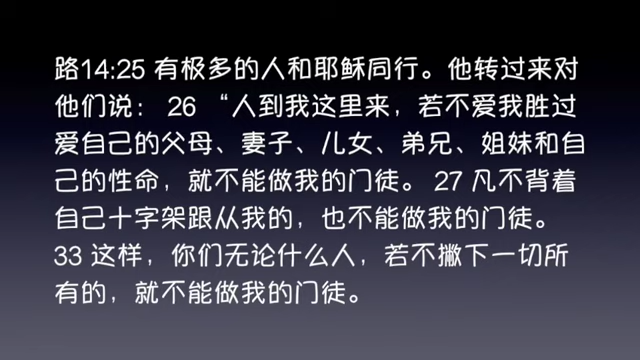 路14:25 有极多的人和耶稣同行。他转过来对
他们说： 26 “人到我这里来，若不爱我胜过
爱自己的父母、妻子、儿女、弟兄、姐妹和自
己的性命，就不能做我的门徒。 27 凡不背着
自己十字架跟从我的，也不能做我的门徒。
33 这样，你们无论什么人，若不撇下一切所
有的，就不能做我的门徒。